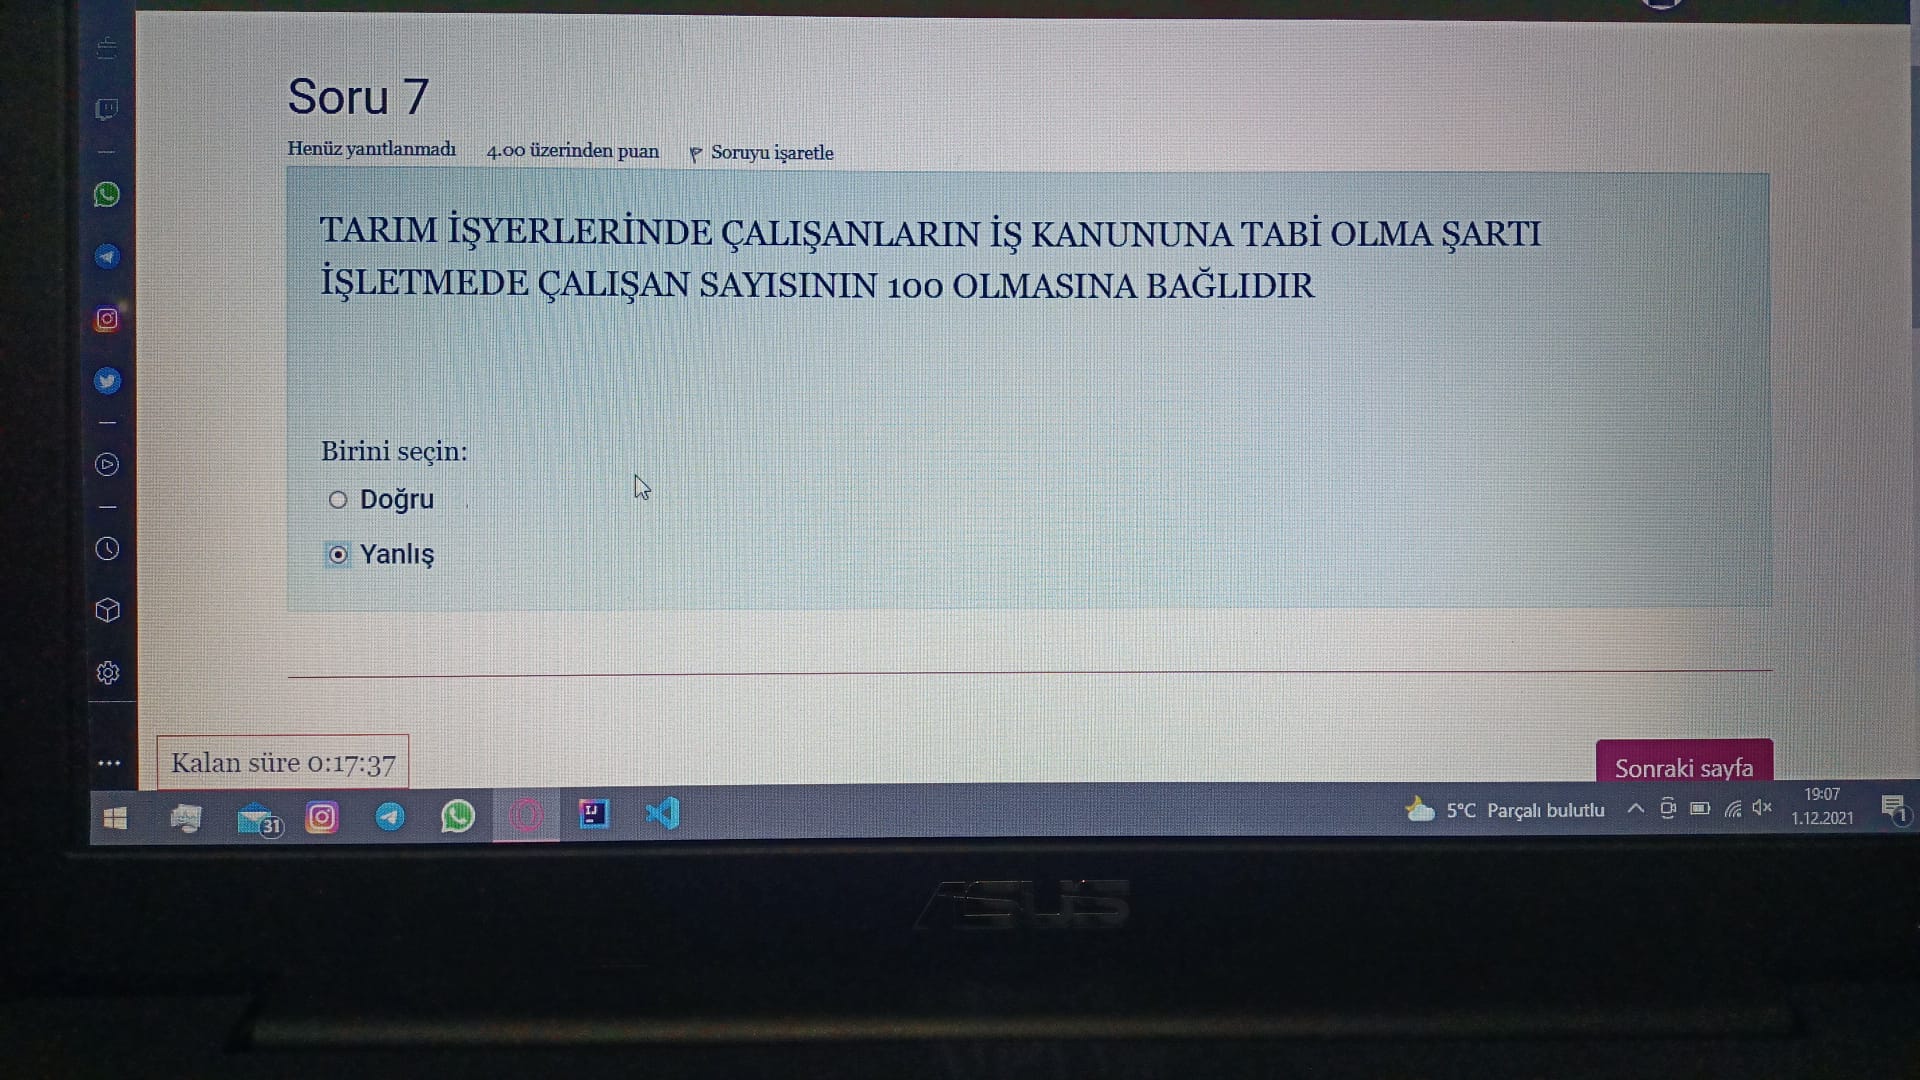 Soru 7
Henüz yanıtlanmadı 4.00 üzerinden puan Soruyu işaretle
TARIM İŞYERLERİNDE ÇALIŞANLARIN İŞ KANUNUNA TABİ OLMA ŞARTI
İŞLETMEDE ÇALIŞAN SAYISININ 100 OLMASINA BAĞLIDIR
Birini seçin:
Doğru
Yanlış
Kalan süre 0:17:37
Sonraki sayfa
31
IJ
5°C Parçalı bulutlu
19:07
1.12.2021
1
ASUS